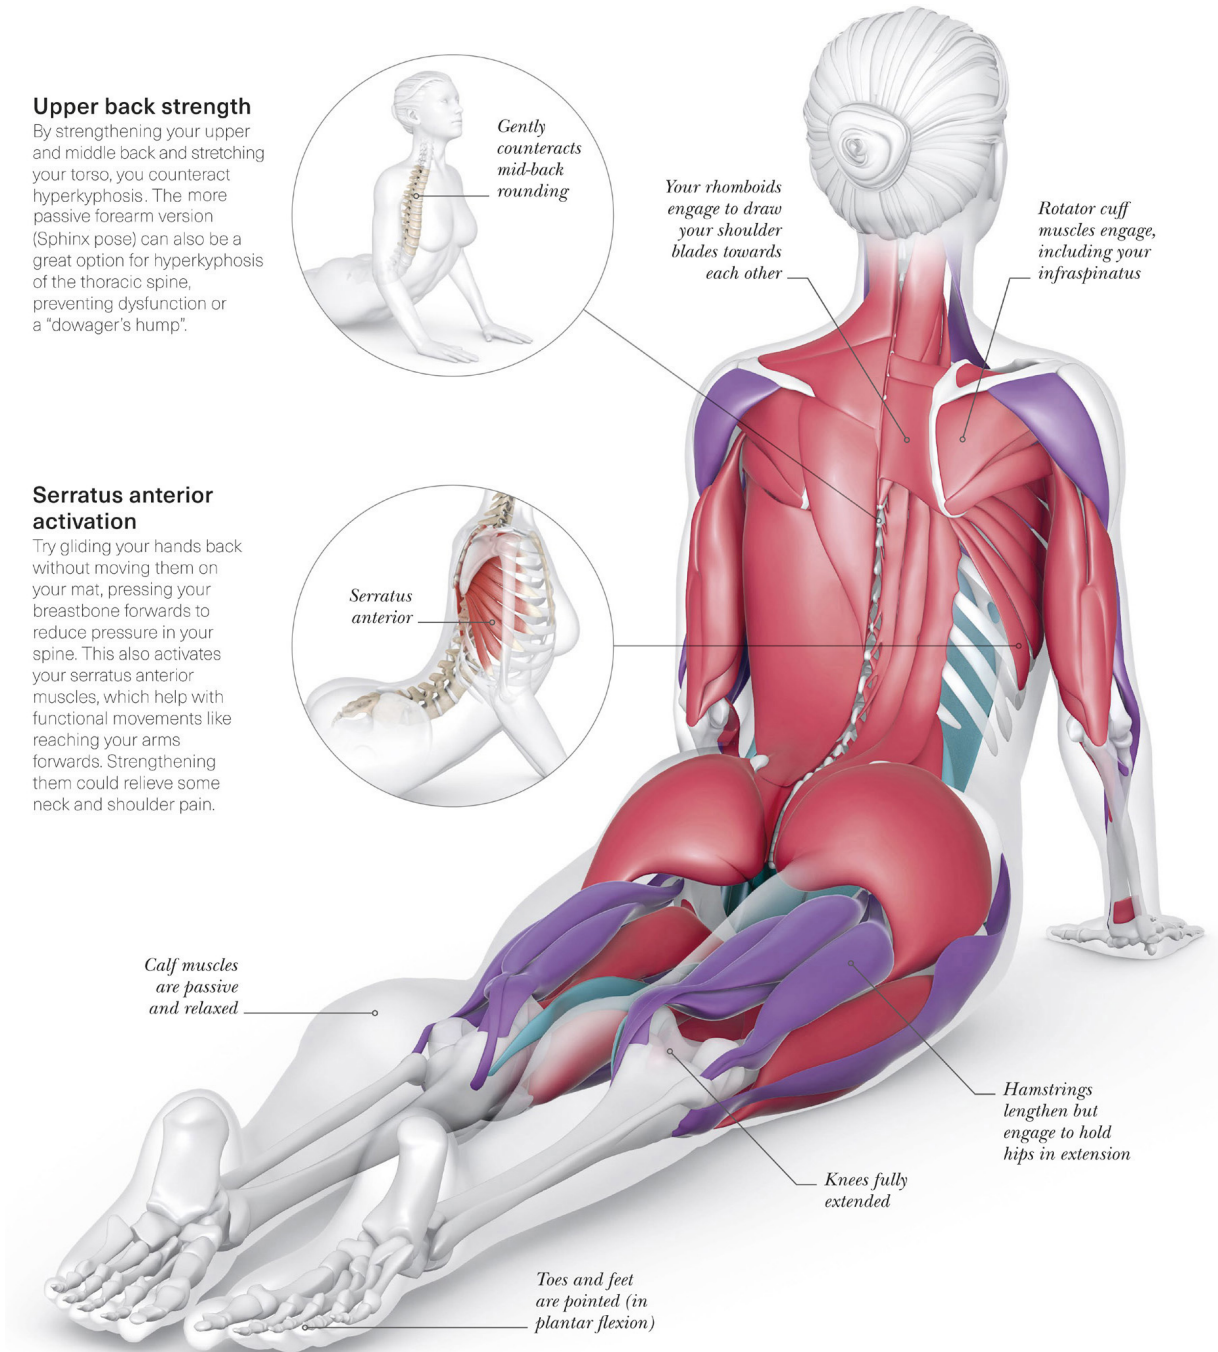 Upper back strength
By strengthening your upper
and middle back and stretching
your torso, you counteract
hyperkyphosis. The more
passive forearm version
(Sphinx pose) can also be a
great option for hyperkyphosis
of the thoracic spine,
preventing dysfunction or
a “dowager’s hump”.
Gently
counteracts
mid-back
rounding
Your rhomboids
engage to draw
your shoulder
blades towards
each other
Rotator cuff
muscles engage,
including your
infraspinatus
Serratus anterior
activation
Try gliding your hands back
without moving them on
your mat, pressing your
breastbone forwards to
reduce pressure in your
spine. This also activates
your serratus anterior
muscles, which help with
functional movements like
reaching your arms
forwards. Strengthening
them could relieve some
neck and shoulder pain.
Serratus
anterior
Calf muscles
are passive
and relaxed
Hamstrings
lengthen but
engage to hold
hips in extension
Knees fully
extended
Toes and feet
are pointed (in
plantar flexion)